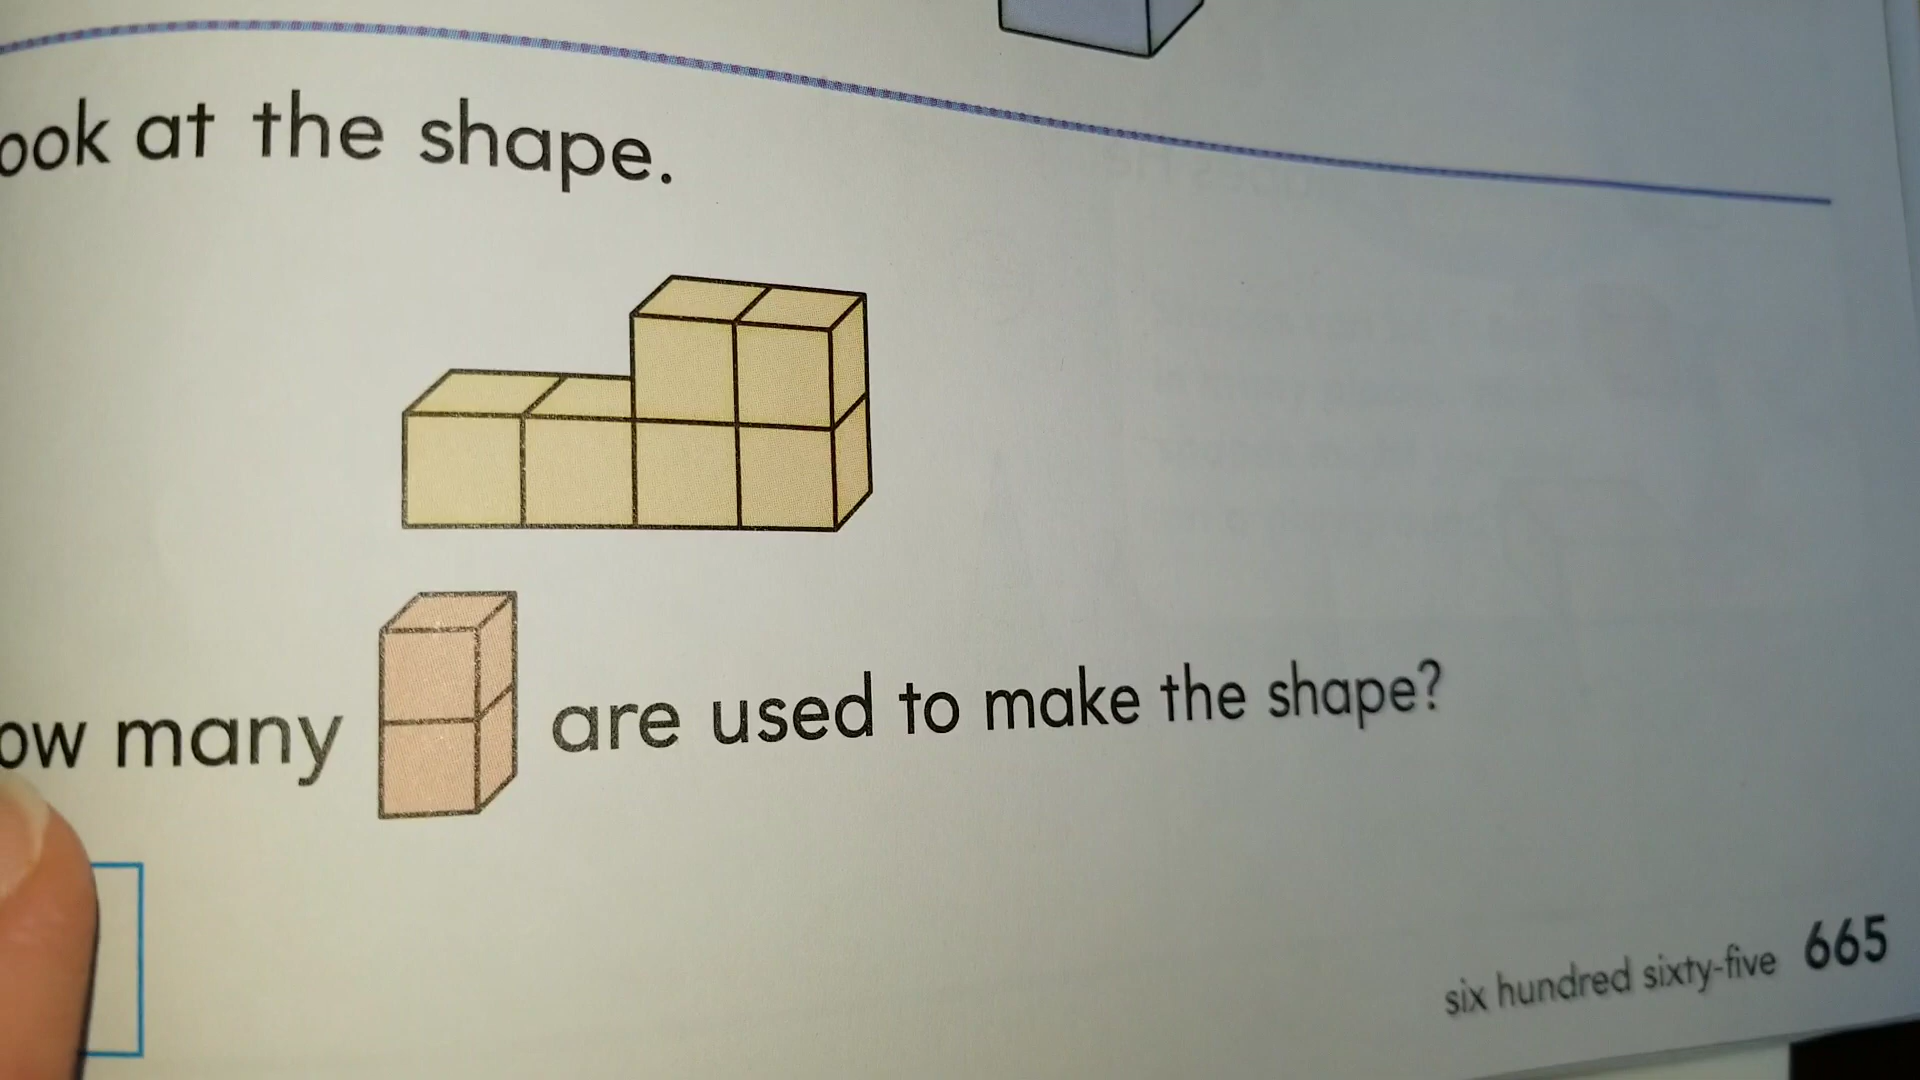 ook at the shape.
ow many are used to make the shape?
six hundred sixty-five 665